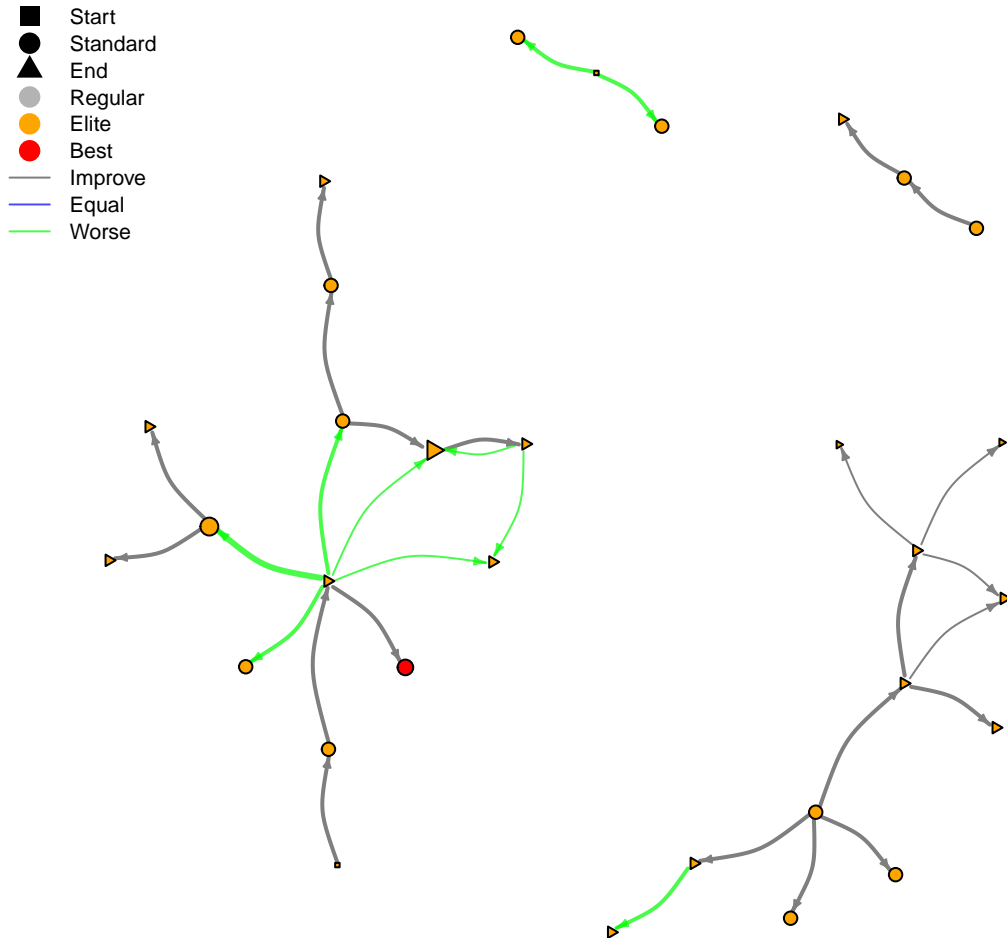 Start
Standard
End
Regular
Elite
Best
Improve
Equal
Worse